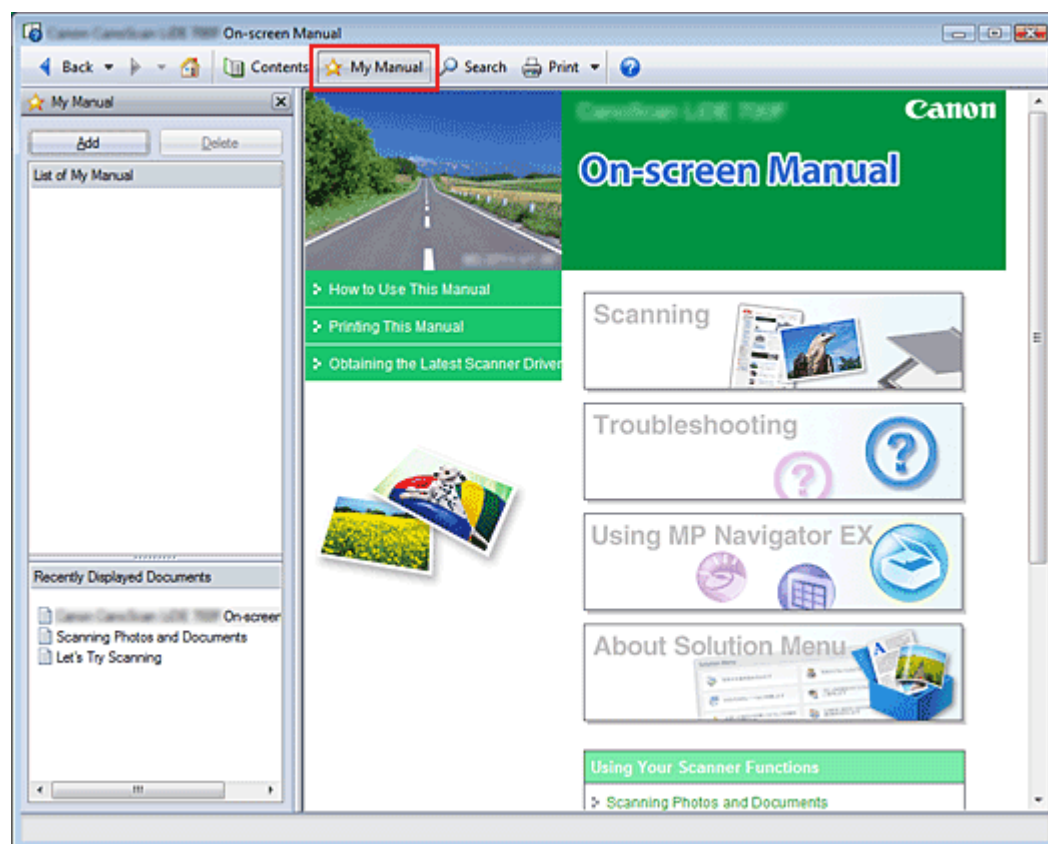 On-screen Manual
Back Contents My Manual Search Print
My Manual
Add Delete
List of My Manual
Recently Displayed Documents
On-screen
Scanning Photos and Documents
Let's Try Scanning
Canon
On-screen Manual
How to Use This Manual
Printing This Manual
Obtaining the Latest Scanner Driver
Scanning
Troubleshooting
Using MP Navigator EX
About Solution Menu
Solution Menu
A
Using Your Scanner Functions
Scanning Photos and Documents